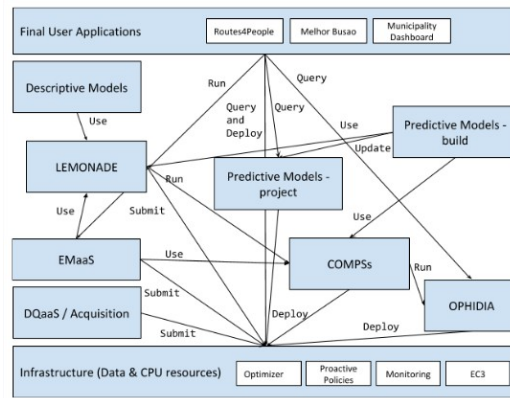 Final User Applications
Routes4People
Melhor Busao
Municipality
Dashboard
Descriptive Models
Run
Query
Query
and
Deploy
Query
Use
Use
Predictive Models -
build
LEMONADE
Update
Run
Predictive Models -
project
Use
Submit
Use
EMaaS
Use
COMPSs
Run
Submit
OPHIDIA
DQaaS / Acquisition
Submit
Deploy
Deploy
Infrastructure (Data & CPU resources)
Optimizer
Proactive
Policies
Monitoring
EC3